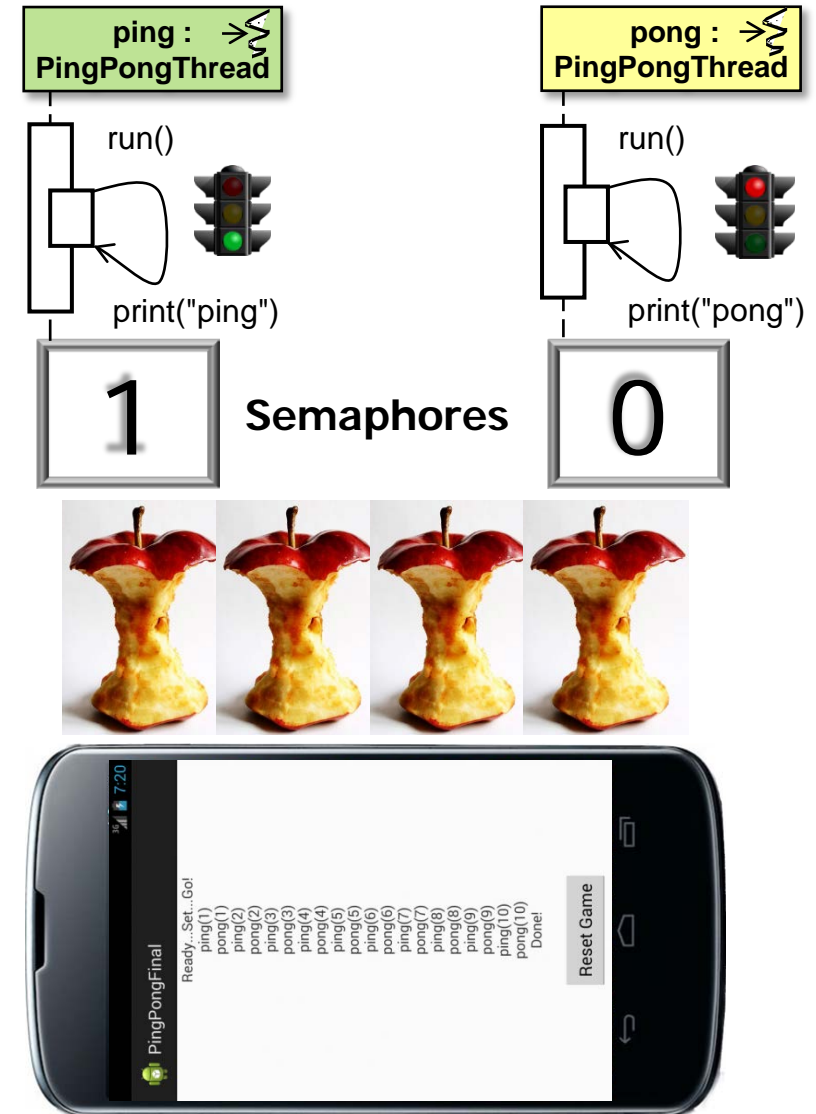 ping :
PingPongThread
pong :
PingPongThread
run()
run()
print("ping")
print("pong")
1
Semaphores
0
3G 7:20
PingPongFinal
Ready...Set...Go!
ping(1)
pong(1)
ping(2)
pong(2)
ping(3)
pong(3)
ping(4)
pong(4)
ping(5)
pong(5)
ping(6)
pong(6)
ping(7)
pong(7)
ping(8)
pong(8)
ping(9)
pong(9)
ping(10)
pong(10)
Done!
Reset Game